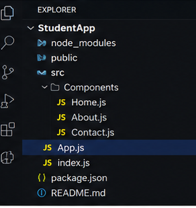 EXPLORER
StudentApp
node_modules
public
src
Components
JS Home.js
JS About.js
JS Contact.js
JS App.js
JS index.js
{} package.json
README.md